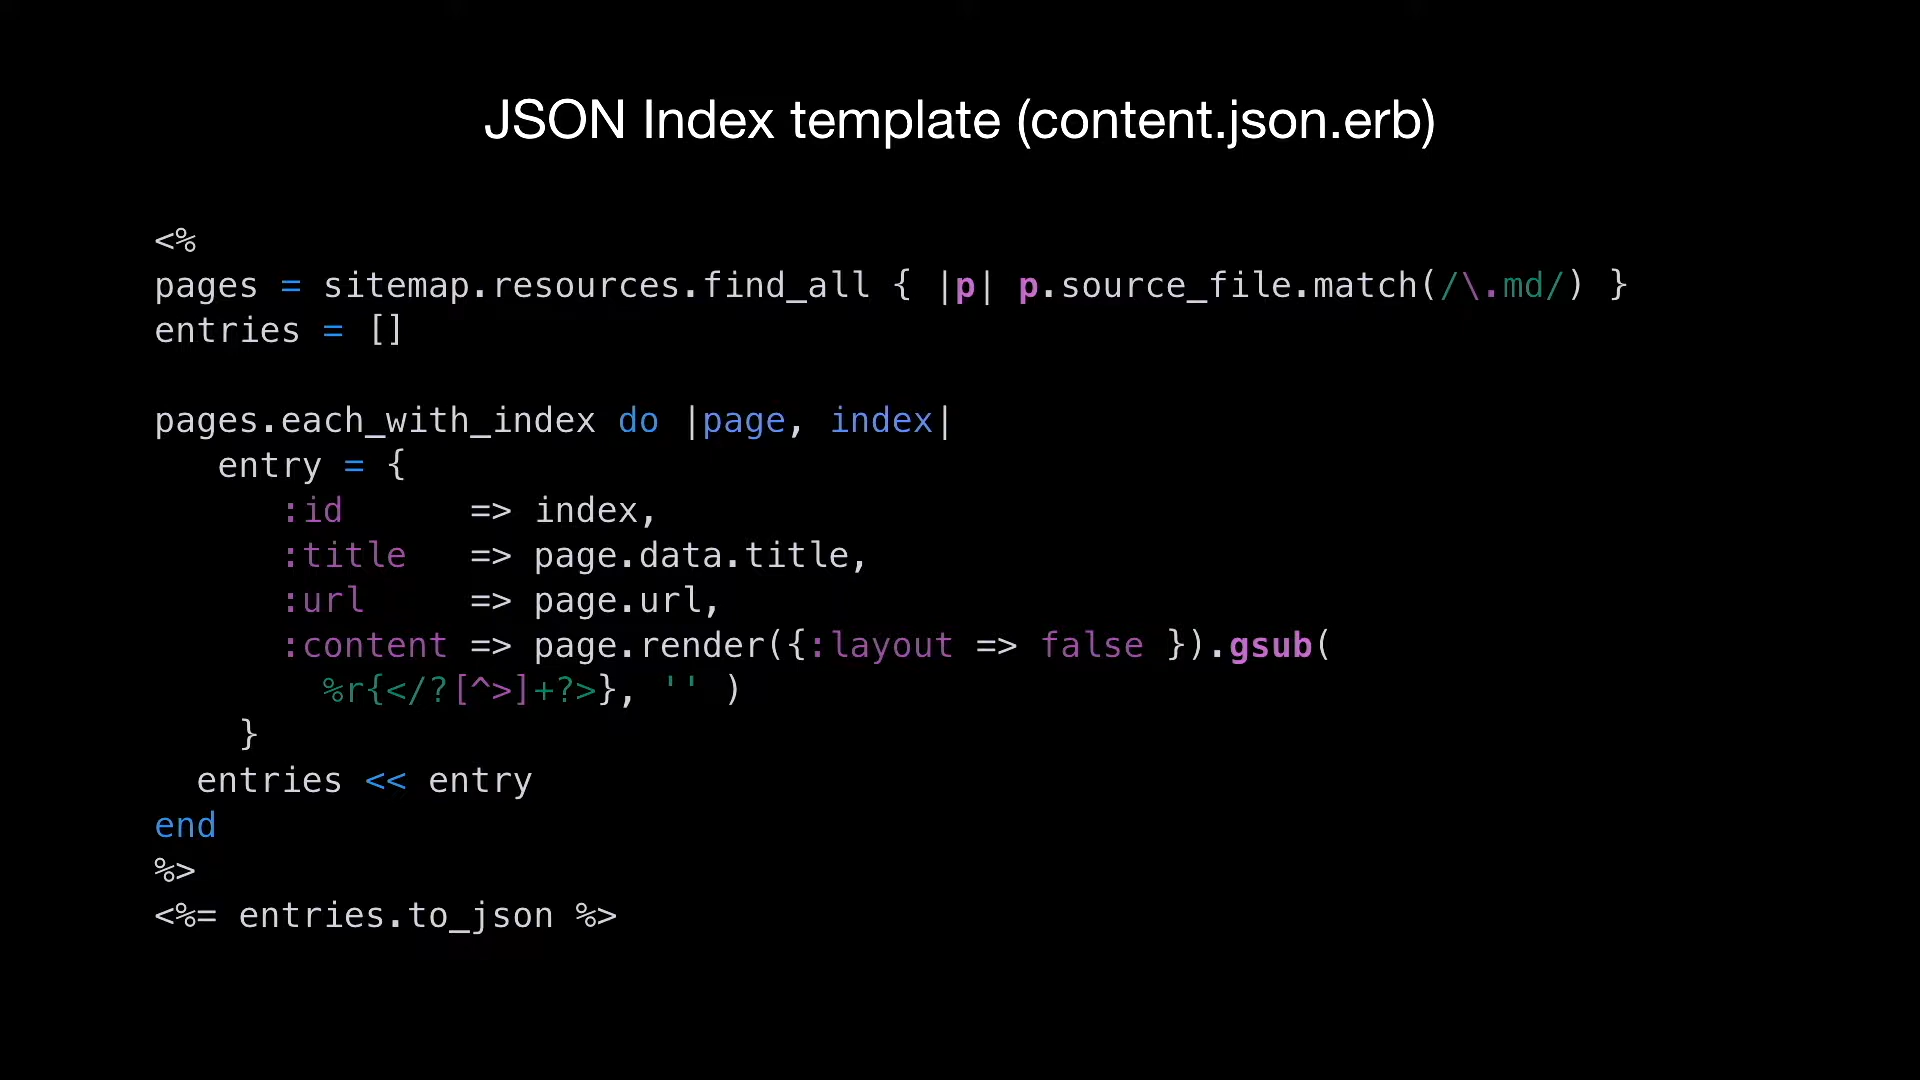 JSON Index template (content.json.erb)
<%
pages = sitemap.resources.find_all { |p| p.source_file.match(/\.md/) }
entries = []
pages.each_with_index do |page, index|
entry = {
:id => index,
:title => page.data.title,
:url => page.url,
:content => page.render({:layout => false }).gsub(
%r{</?[^>]+?>}, '' )
}
entries << entry
end
%>
<%= entries.to_json %>